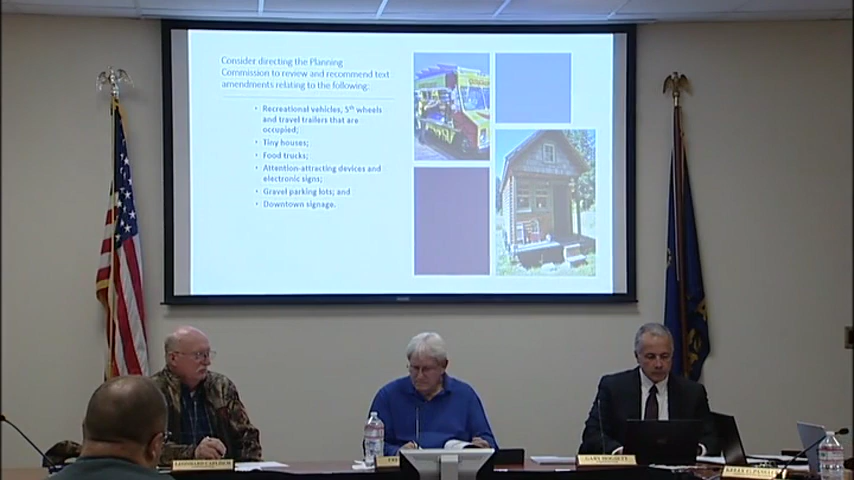 Consider directing the Planning
Commission to review and recommend text
amendments relating to the following:
• Recreational vehicles, 5th wheels
and travel trailers that are
occupied;
• Tiny houses;
• Food trucks;
• Attention-attracting devices and
electronic signs;
• Gravel parking lots; and
• Downtown signage.